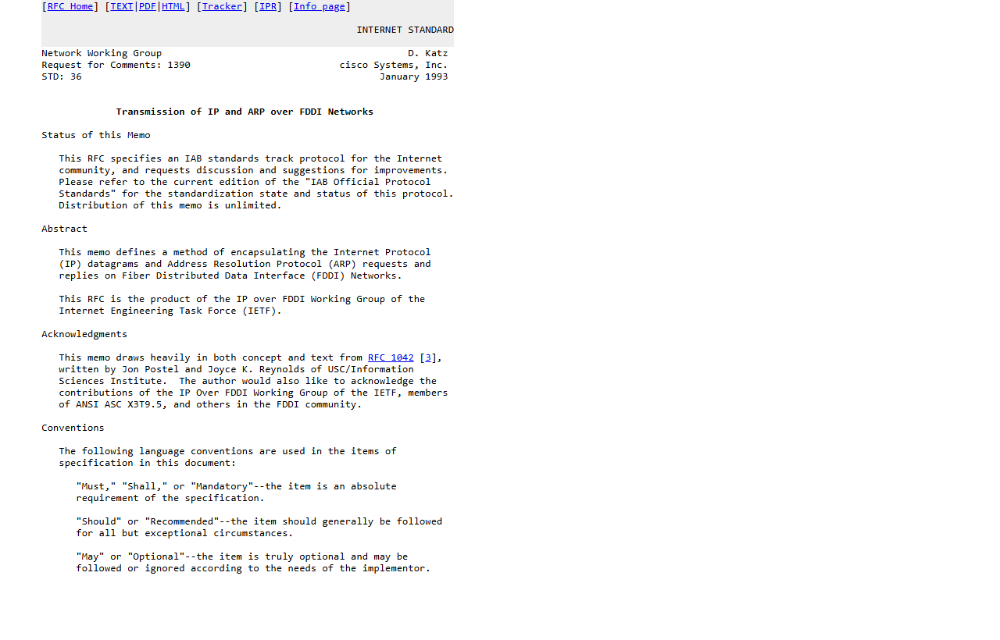 [RFC Home] [TEXT|PDF|HTML] [Tracker] [IPR] [Info page]
INTERNET STANDARD
Network Working Group D. Katz
Request for Comments: 1390 cisco Systems, Inc.
STD: 36 January 1993
Transmission of IP and ARP over FDDI Networks
Status of this Memo
This RFC specifies an IAB standards track protocol for the Internet
community, and requests discussion and suggestions for improvements.
Please refer to the current edition of the "IAB Official Protocol
Standards" for the standardization state and status of this protocol.
Distribution of this memo is unlimited.
Abstract
This memo defines a method of encapsulating the Internet Protocol
(IP) datagrams and Address Resolution Protocol (ARP) requests and
replies on Fiber Distributed Data Interface (FDDI) Networks.
This RFC is the product of the IP over FDDI Working Group of the
Internet Engineering Task Force (IETF).
Acknowledgments
This memo draws heavily in both concept and text from RFC 1042 [3],
written by Jon Postel and Joyce K. Reynolds of USC/Information
Sciences Institute.  The author would also like to acknowledge the
contributions of the IP Over FDDI Working Group of the IETF, members
of ANSI ASC X3T9.5, and others in the FDDI community.
Conventions
The following language conventions are used in the items of
specification in this document:
"Must," "Shall," or "Mandatory"--the item is an absolute
requirement of the specification.
"Should" or "Recommended"--the item should generally be followed
for all but exceptional circumstances.
"May" or "Optional"--the item is truly optional and may be
followed or ignored according to the needs of the implementor.